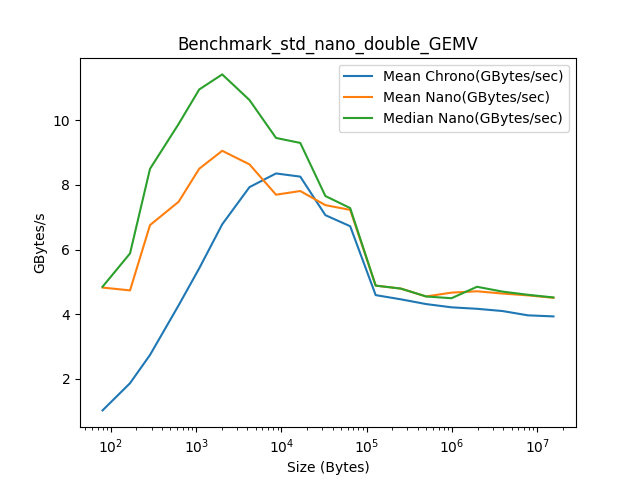 Benchmark_std_nano_double_GEMV
Mean Chrono(GBytes/sec)
Mean Nano(GBytes/sec)
Median Nano(GBytes/sec)
GBytes/s
10
8
6
4
2
10² 10³ 10⁴ 10⁵ 10⁶ 10⁷
Size (Bytes)